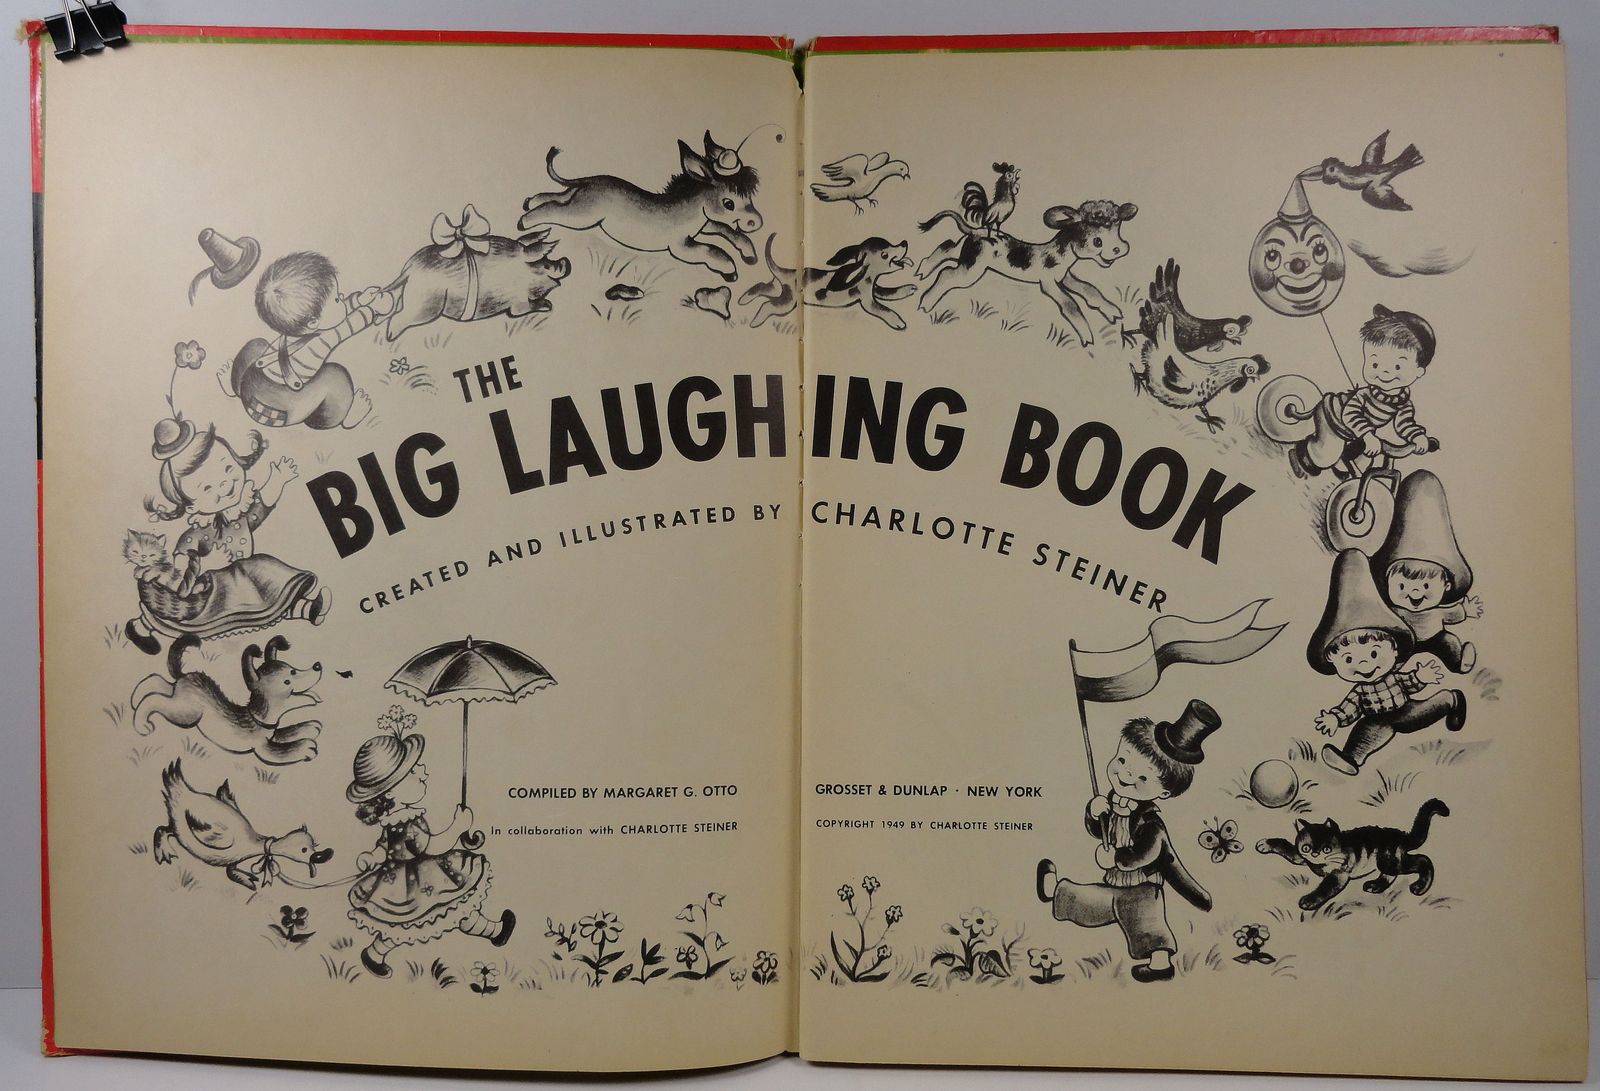 THE
BIG LAUGHING BOOK
CREATED AND ILLUSTRATED BY CHARLOTTE STEINER
COMPILED BY MARGARET G. OTTO
In collaboration with CHARLOTTE STEINER
GROSSET & DUNLAP · NEW YORK
COPYRIGHT 1949 BY CHARLOTTE STEINER